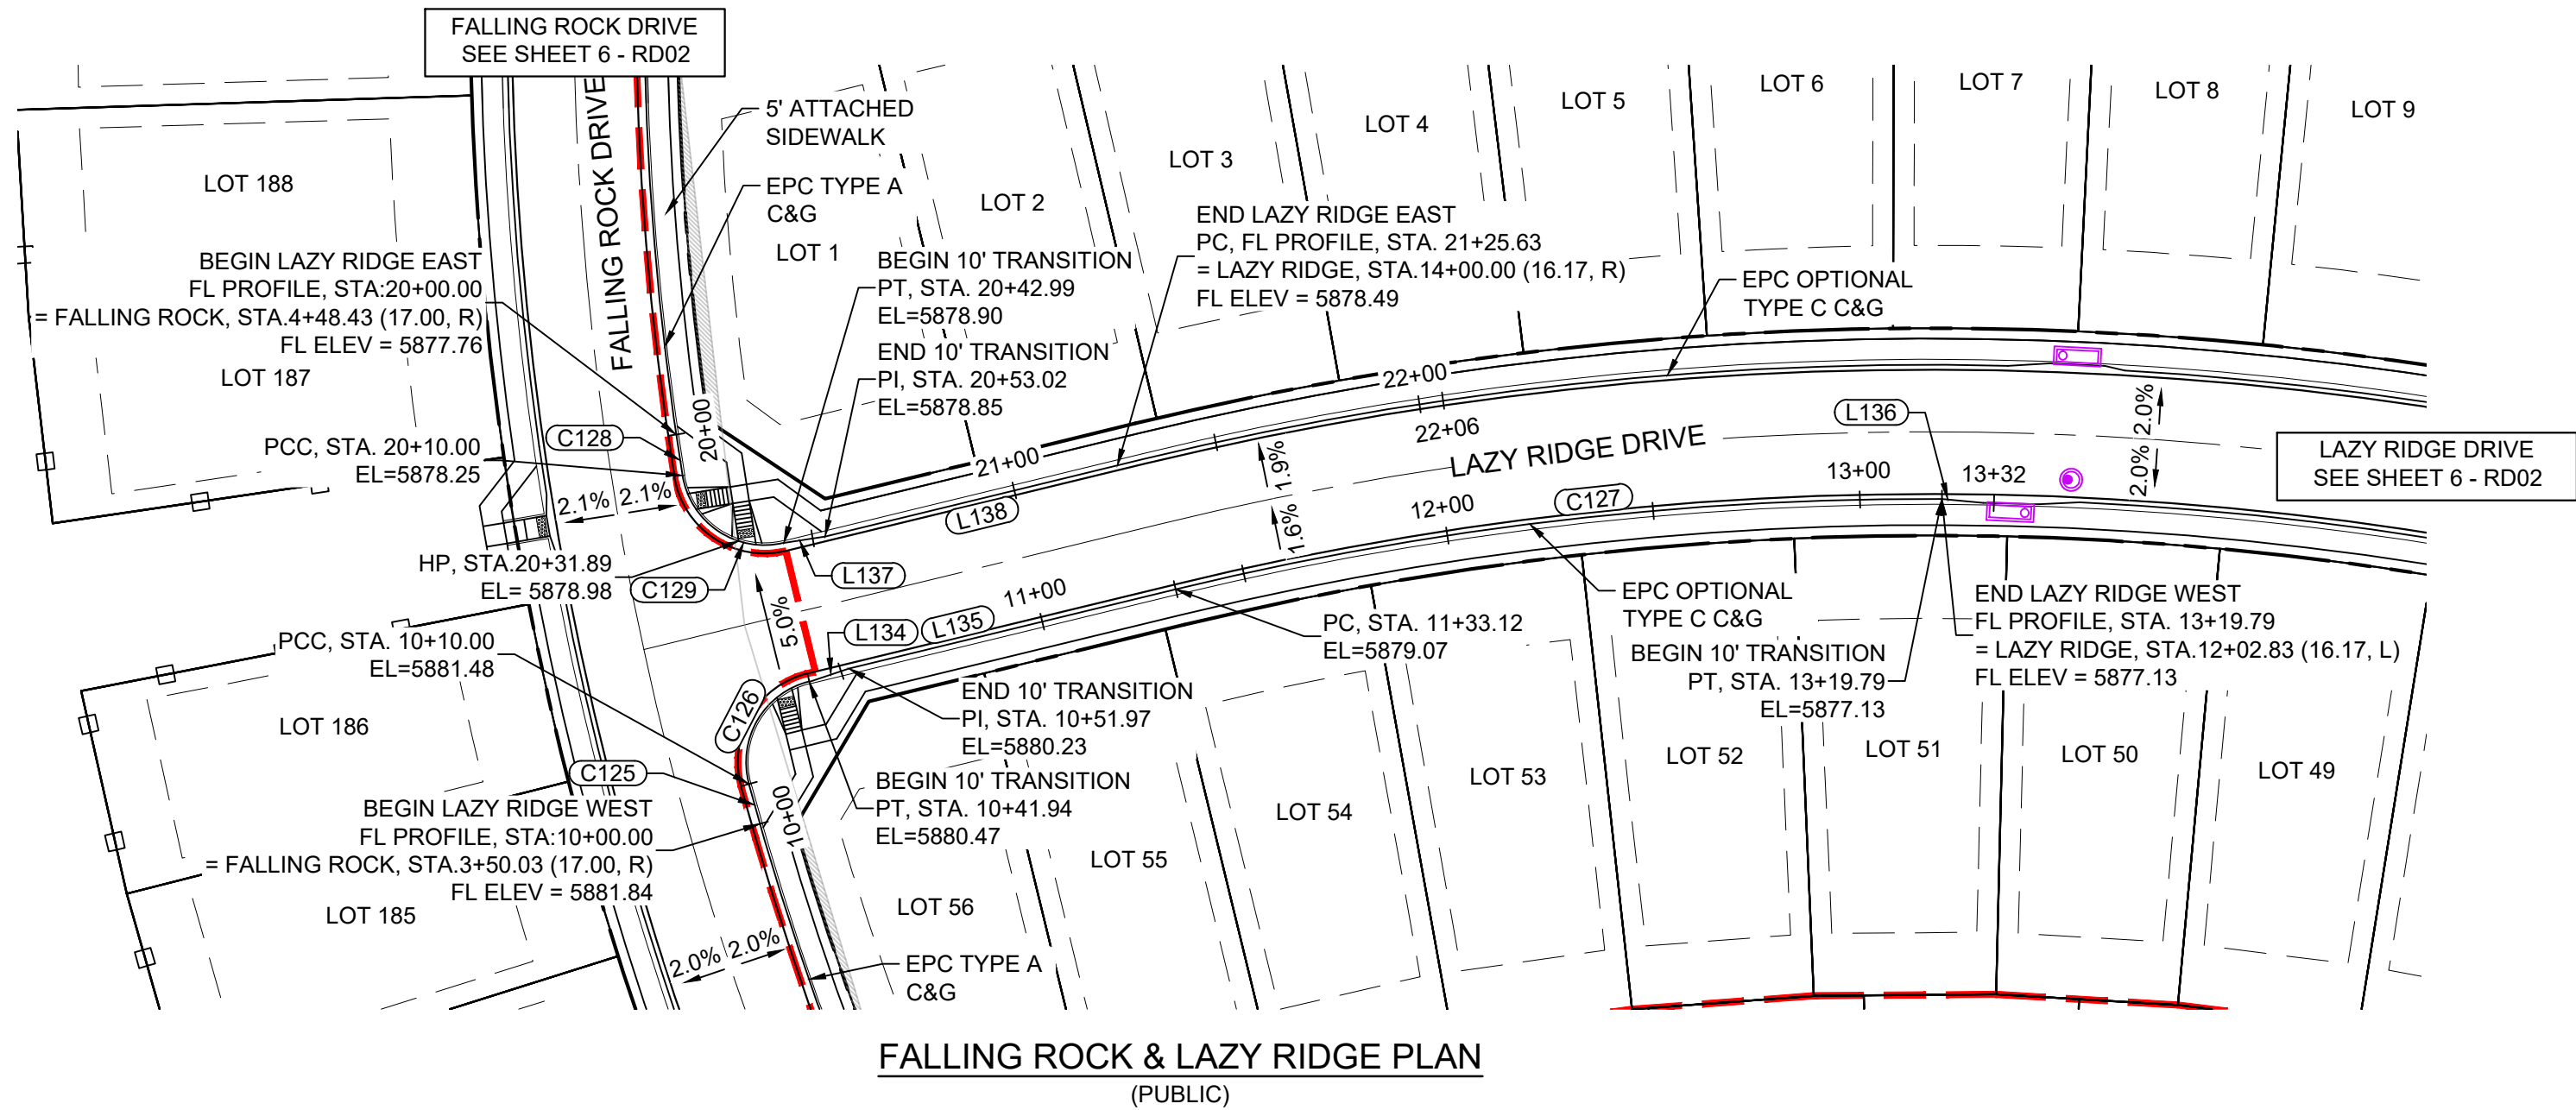 FALLING ROCK DRIVE
SEE SHEET 6 - RD02
FALLING ROCK DRIVE
5' ATTACHED
SIDEWALK
EPC TYPE A
C&G
LOT 188
LOT 187
LOT 186
LOT 185
LOT 1
LOT 2
LOT 3
LOT 4
LOT 5
LOT 6
LOT 7
LOT 8
LOT 9
BEGIN LAZY RIDGE EAST
FL PROFILE, STA:20+00.00
= FALLING ROCK, STA.4+48.43 (17.00, R)
FL ELEV = 5877.76
BEGIN 10' TRANSITION
PT, STA. 20+42.99
EL=5878.90
END 10' TRANSITION
PI, STA. 20+53.02
EL=5878.85
END LAZY RIDGE EAST
PC, FL PROFILE, STA. 21+25.63
= LAZY RIDGE, STA.14+00.00 (16.17, R)
FL ELEV = 5878.49
EPC OPTIONAL
TYPE C C&G
PCC, STA. 20+10.00
EL=5878.25
C128
20+00
2.1%
2.1%
21+00
22+00
22+06
L138
LAZY RIDGE DRIVE
1.9%
1.6%
L136
2.0%
2.0%
LAZY RIDGE DRIVE
SEE SHEET 6 - RD02
13+00
13+32
12+00
C127
HP, STA.20+31.89
EL= 5878.98
C129
L137
5.0%
L134
L135
11+00
PC, STA. 11+33.12
EL=5879.07
EPC OPTIONAL
TYPE C C&G
END LAZY RIDGE WEST
FL PROFILE, STA. 13+19.79
= LAZY RIDGE, STA.12+02.83 (16.17, L)
FL ELEV = 5877.13
BEGIN 10' TRANSITION
PT, STA. 13+19.79
EL=5877.13
PCC, STA. 10+10.00
EL=5881.48
C126
C125
10+00
END 10' TRANSITION
PI, STA. 10+51.97
EL=5880.23
BEGIN 10' TRANSITION
PT, STA. 10+41.94
EL=5880.47
BEGIN LAZY RIDGE WEST
FL PROFILE, STA:10+00.00
= FALLING ROCK, STA.3+50.03 (17.00, R)
FL ELEV = 5881.84
2.0%
2.0%
EPC TYPE A
C&G
LOT 56
LOT 55
LOT 54
LOT 53
LOT 52
LOT 51
LOT 50
LOT 49
FALLING ROCK & LAZY RIDGE PLAN
(PUBLIC)